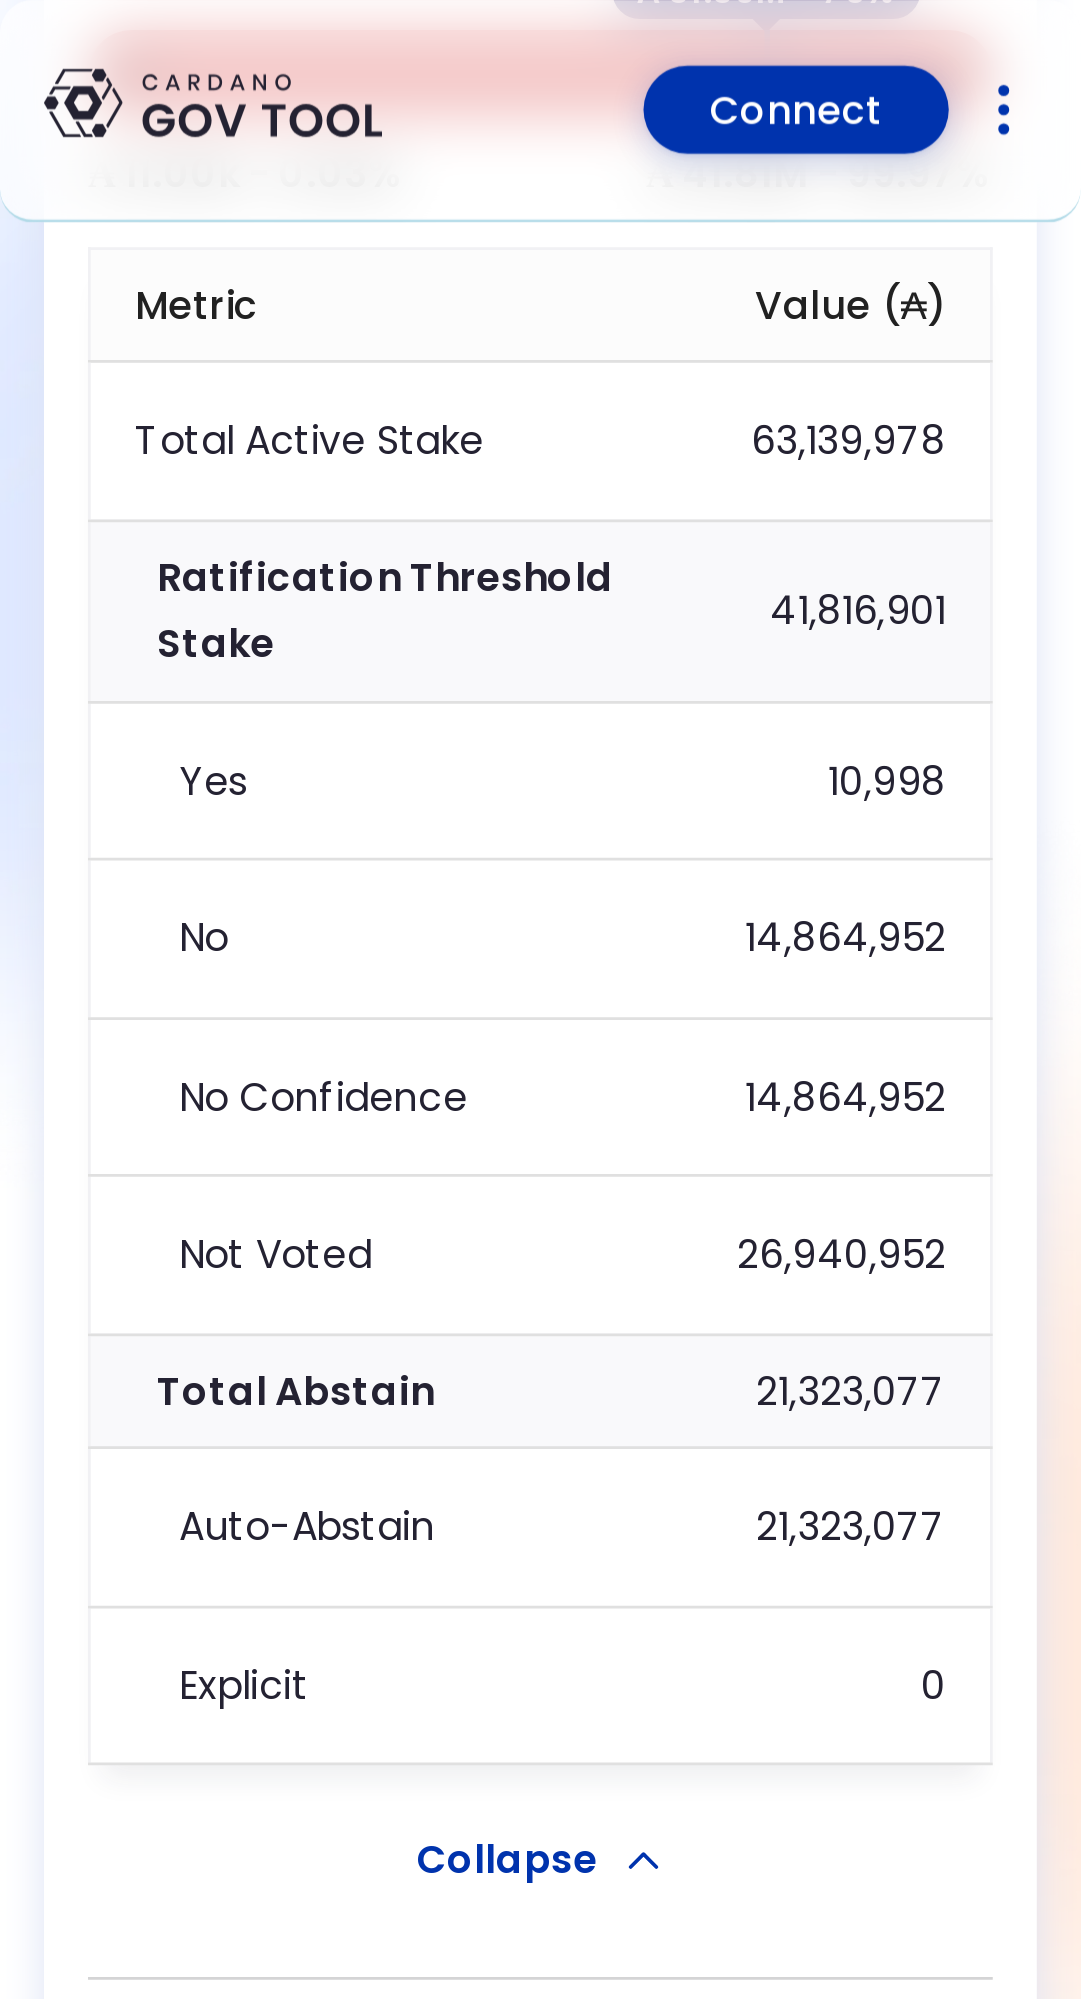 CARDANO
GOV TOOL
Connect
Metric Value (₳)
Total Active Stake 63,139,978
Ratification Threshold
Stake 41,816,901
Yes 10,998
No 14,864,952
No Confidence 14,864,952
Not Voted 26,940,952
Total Abstain 21,323,077
Auto-Abstain 21,323,077
Explicit 0
Collapse